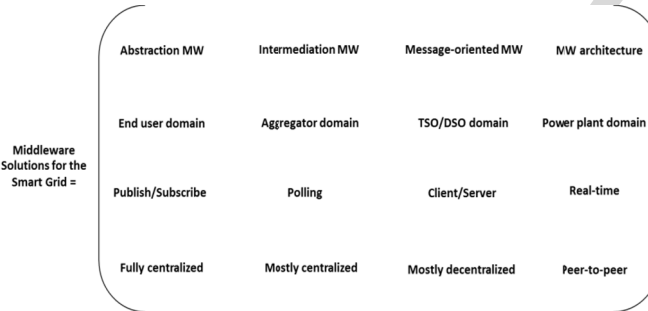 Abstraction MW Intermediation MW Message-oriented MW MW architecture
End user domain Aggregator domain TSO/DSO domain Power plant domain
Middleware
Solutions for the
Smart Grid =
Publish/Subscribe Polling Client/Server Real-time
Fully centralized Mostly centralized Mostly decentralized Peer-to-peer